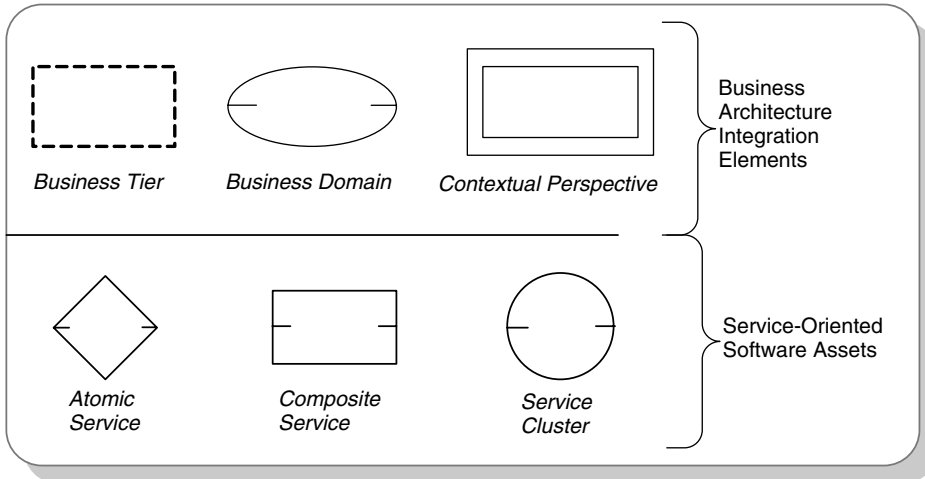 Business Tier
Business Domain
Contextual Perspective
Business
Architecture
Integration
Elements
Atomic
Service
Composite
Service
Service
Cluster
Service-Oriented
Software Assets